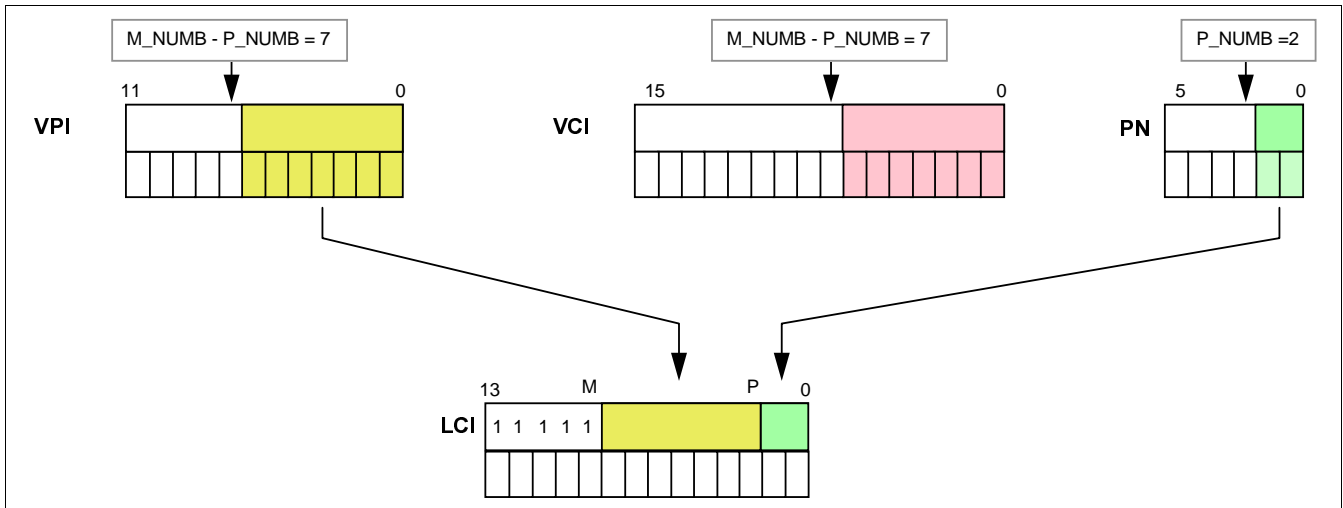 M_NUMB - P_NUMB = 7
M_NUMB - P_NUMB = 7
P_NUMB =2
11 0
15 0
5 0
VPI
VCI
PN
13 M P 0
LCI
1 1 1 1 1